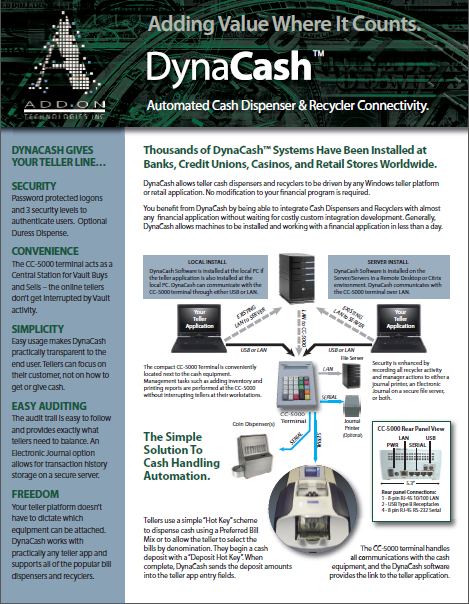 Adding Value Where It Counts.
DynaCash™
Automated Cash Dispenser & Recycler Connectivity.
A
ADD-ON
TECHNOLOGIES INC
DYNACASH GIVES
YOUR TELLER LINE…
SECURITY
Password protected logons
and 3 security levels to
authenticate users. Optional
Duress Dispense.
CONVENIENCE
The CC-5000 terminal acts as a
Central Station for Vault Buys
and Sells – the online tellers
don't get Interrupted by Vault
activity.
SIMPLICITY
Easy usage makes DynaCash
practically transparent to the
end user. Tellers can focus on
their customer, not on how to
get or give cash.
EASY AUDITING
The audit trail is easy to follow
and provides exactly what
tellers need to balance. An
Electronic Journal option
allows for transaction history
storage on a secure server.
FREEDOM
Your teller platform doesn't
have to dictate which
equipment can be attached.
DynaCash works with
practically any teller app and
supports all of the popular bill
dispensers and recyclers.
Thousands of DynaCash™ Systems Have Been Installed at
Banks, Credit Unions, Casinos, and Retail Stores Worldwide.
DynaCash allows teller cash dispensers and recyclers to be driven by any Windows teller platform
or retail application. No modification to your financial program is required.
You benefit from DynaCash by being able to integrate Cash Dispensers and Recyclers with almost
any financial application without waiting for costly custom integration development. Generally,
DynaCash allows machines to be installed and working with a financial application in less than a day.
LOCAL INSTALL
DynaCash Software is installed at the local PC if
the teller application is also installed at the
local PC. DynaCash can communicate with the
CC-5000 terminal through either USB or LAN.
SERVER INSTALL
DynaCash Software is installed on the
Server/Servers in a Remote Desktop or Citrix
environment. DynaCash communicates with
the CC-5000 terminal over LAN.
EXISTING
LAN to SERVER
LAN to CC-5000
EXISTING
LAN to SERVER
Your
Teller
Application
Your
Teller
Application
USB or LAN
USB or LAN
The compact CC-5000 Terminal is conveniently
located next to the cash equipment.
Management tasks such as adding inventory and
printing reports are performed at the CC-5000
without interrupting tellers at their workstations.
LAN
File Server
SERIAL
CC-5000
Terminal
Journal
Printer
(Optional)
Security is enhanced by
recording all recycler activity
and manager actions to either a
journal printer, an Electronic
Journal on a secure file server,
or both.
Coin Dispenser(s)
SERIAL
SERIAL
CC-5000 Rear Panel View
LAN USB
PWR SERIAL
5.3"
Rear panel Connections:
1 - 8 pin RJ-45 10/100 LAN
2 - USB Type B Receptacles
4 - 8 pin RJ-45 RS-232 Serial
The Simple
Solution To
Cash Handling
Automation.
Tellers use a simple "Hot Key" scheme
to dispense cash using a Preferred Bill
Mix or to allow the teller to select the
bills by denomination. They begin a cash
deposit with a "Deposit Hot Key". When
complete, DynaCash sends the deposit amounts
into the teller app entry fields.
The CC-5000 terminal handles
all communications with the cash
equipment, and the DynaCash software
provides the link to the teller application.